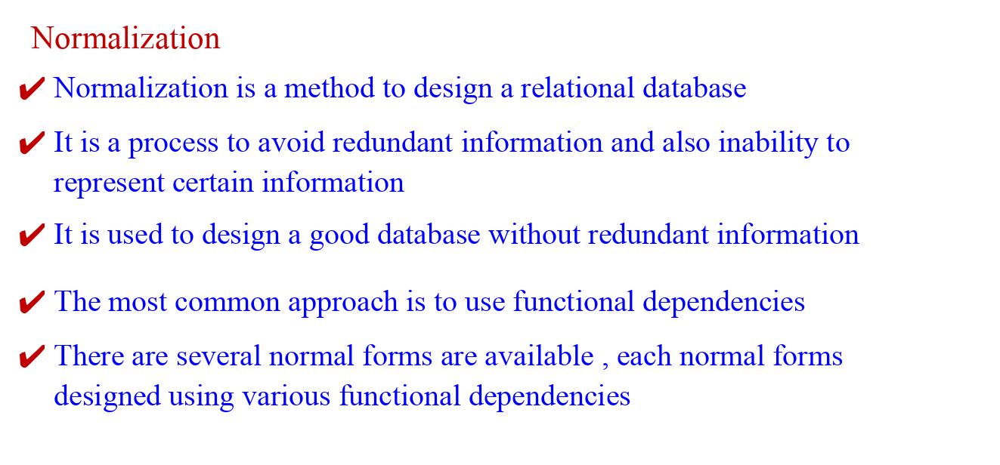 Normalization
✔ Normalization is a method to design a relational database
✔ It is a process to avoid redundant information and also inability to
represent certain information
✔ It is used to design a good database without redundant information
✔ The most common approach is to use functional dependencies
✔ There are several normal forms are available , each normal forms
designed using various functional dependencies